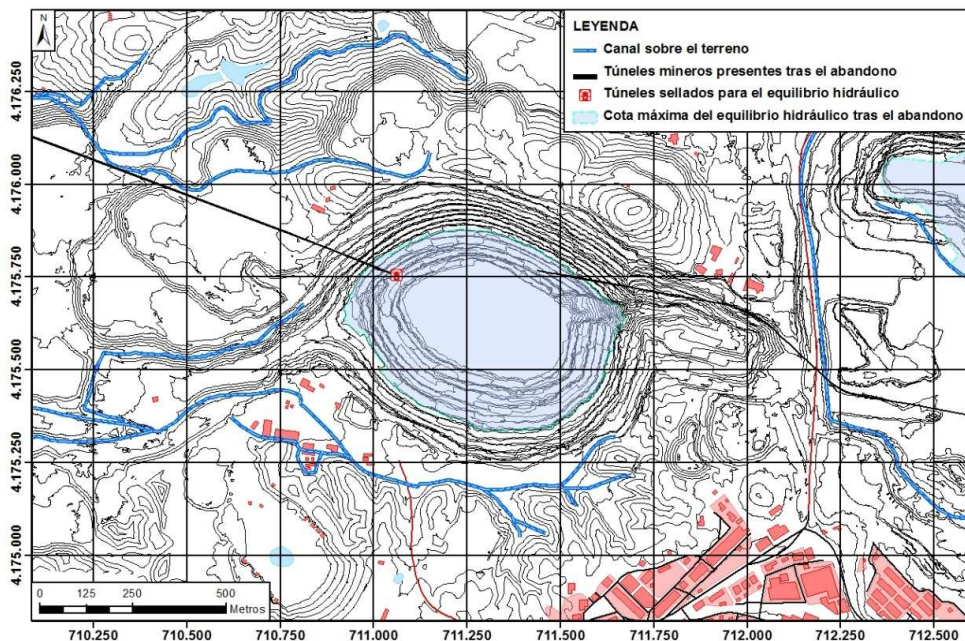 N
LEYENDA
Canal sobre el terreno
Túneles mineros presentes tras el abandono
Túneles sellados para el equilibrio hidráulico
Cota máxima del equilibrio hidráulico tras el abandono
4.176.250
4.176.000
4.175.750
4.175.500
4.175.250
4.175.000
0 125 250 500
Metros
710.250 710.500 710.750 711.000 711.250 711.500 711.750 712.000 712.250 712.500